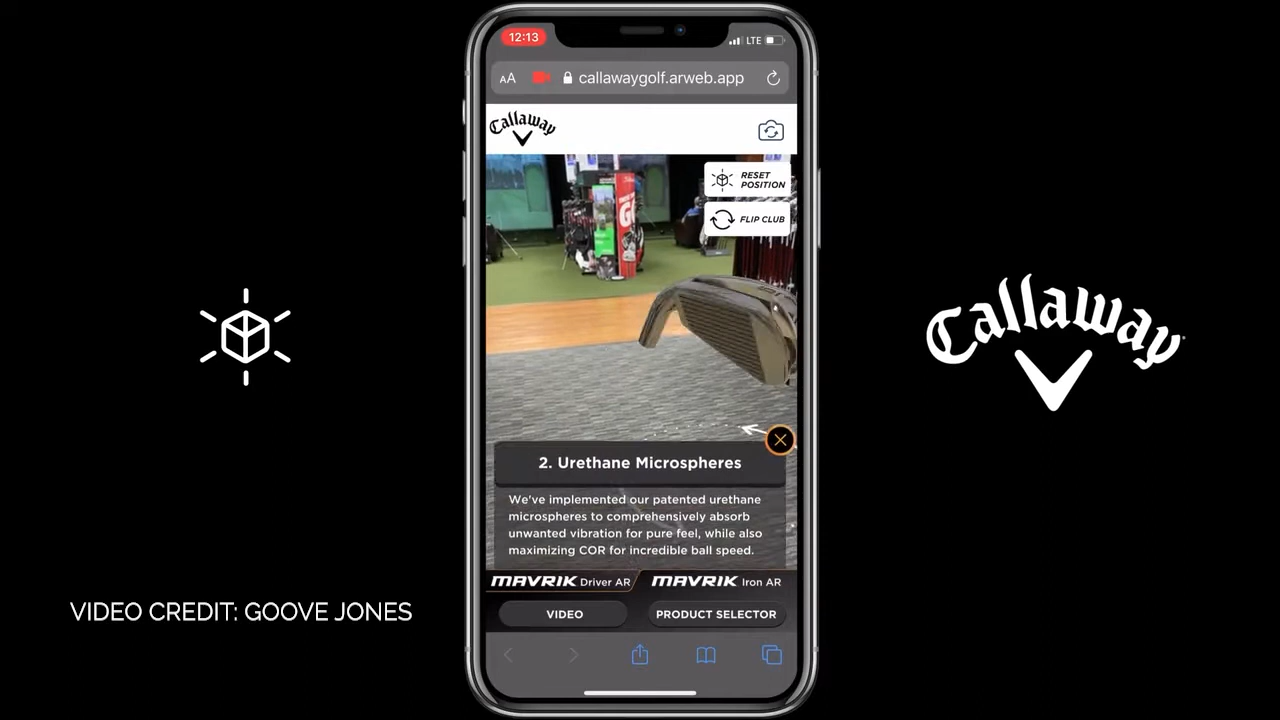 12:13
LTE
AA
callawaygolf.arweb.app
Callaway
RESET
POSITION
FLIP CLUB
GO
Callaway
2. Urethane Microspheres
We've implemented our patented urethane
microspheres to comprehensively absorb
unwanted vibration for pure feel, while also
maximizing COR for incredible ball speed.
MAVRIK Driver AR
MAVRIK Iron AR
VIDEO
PRODUCT SELECTOR
VIDEO CREDIT: GOOVE JONES